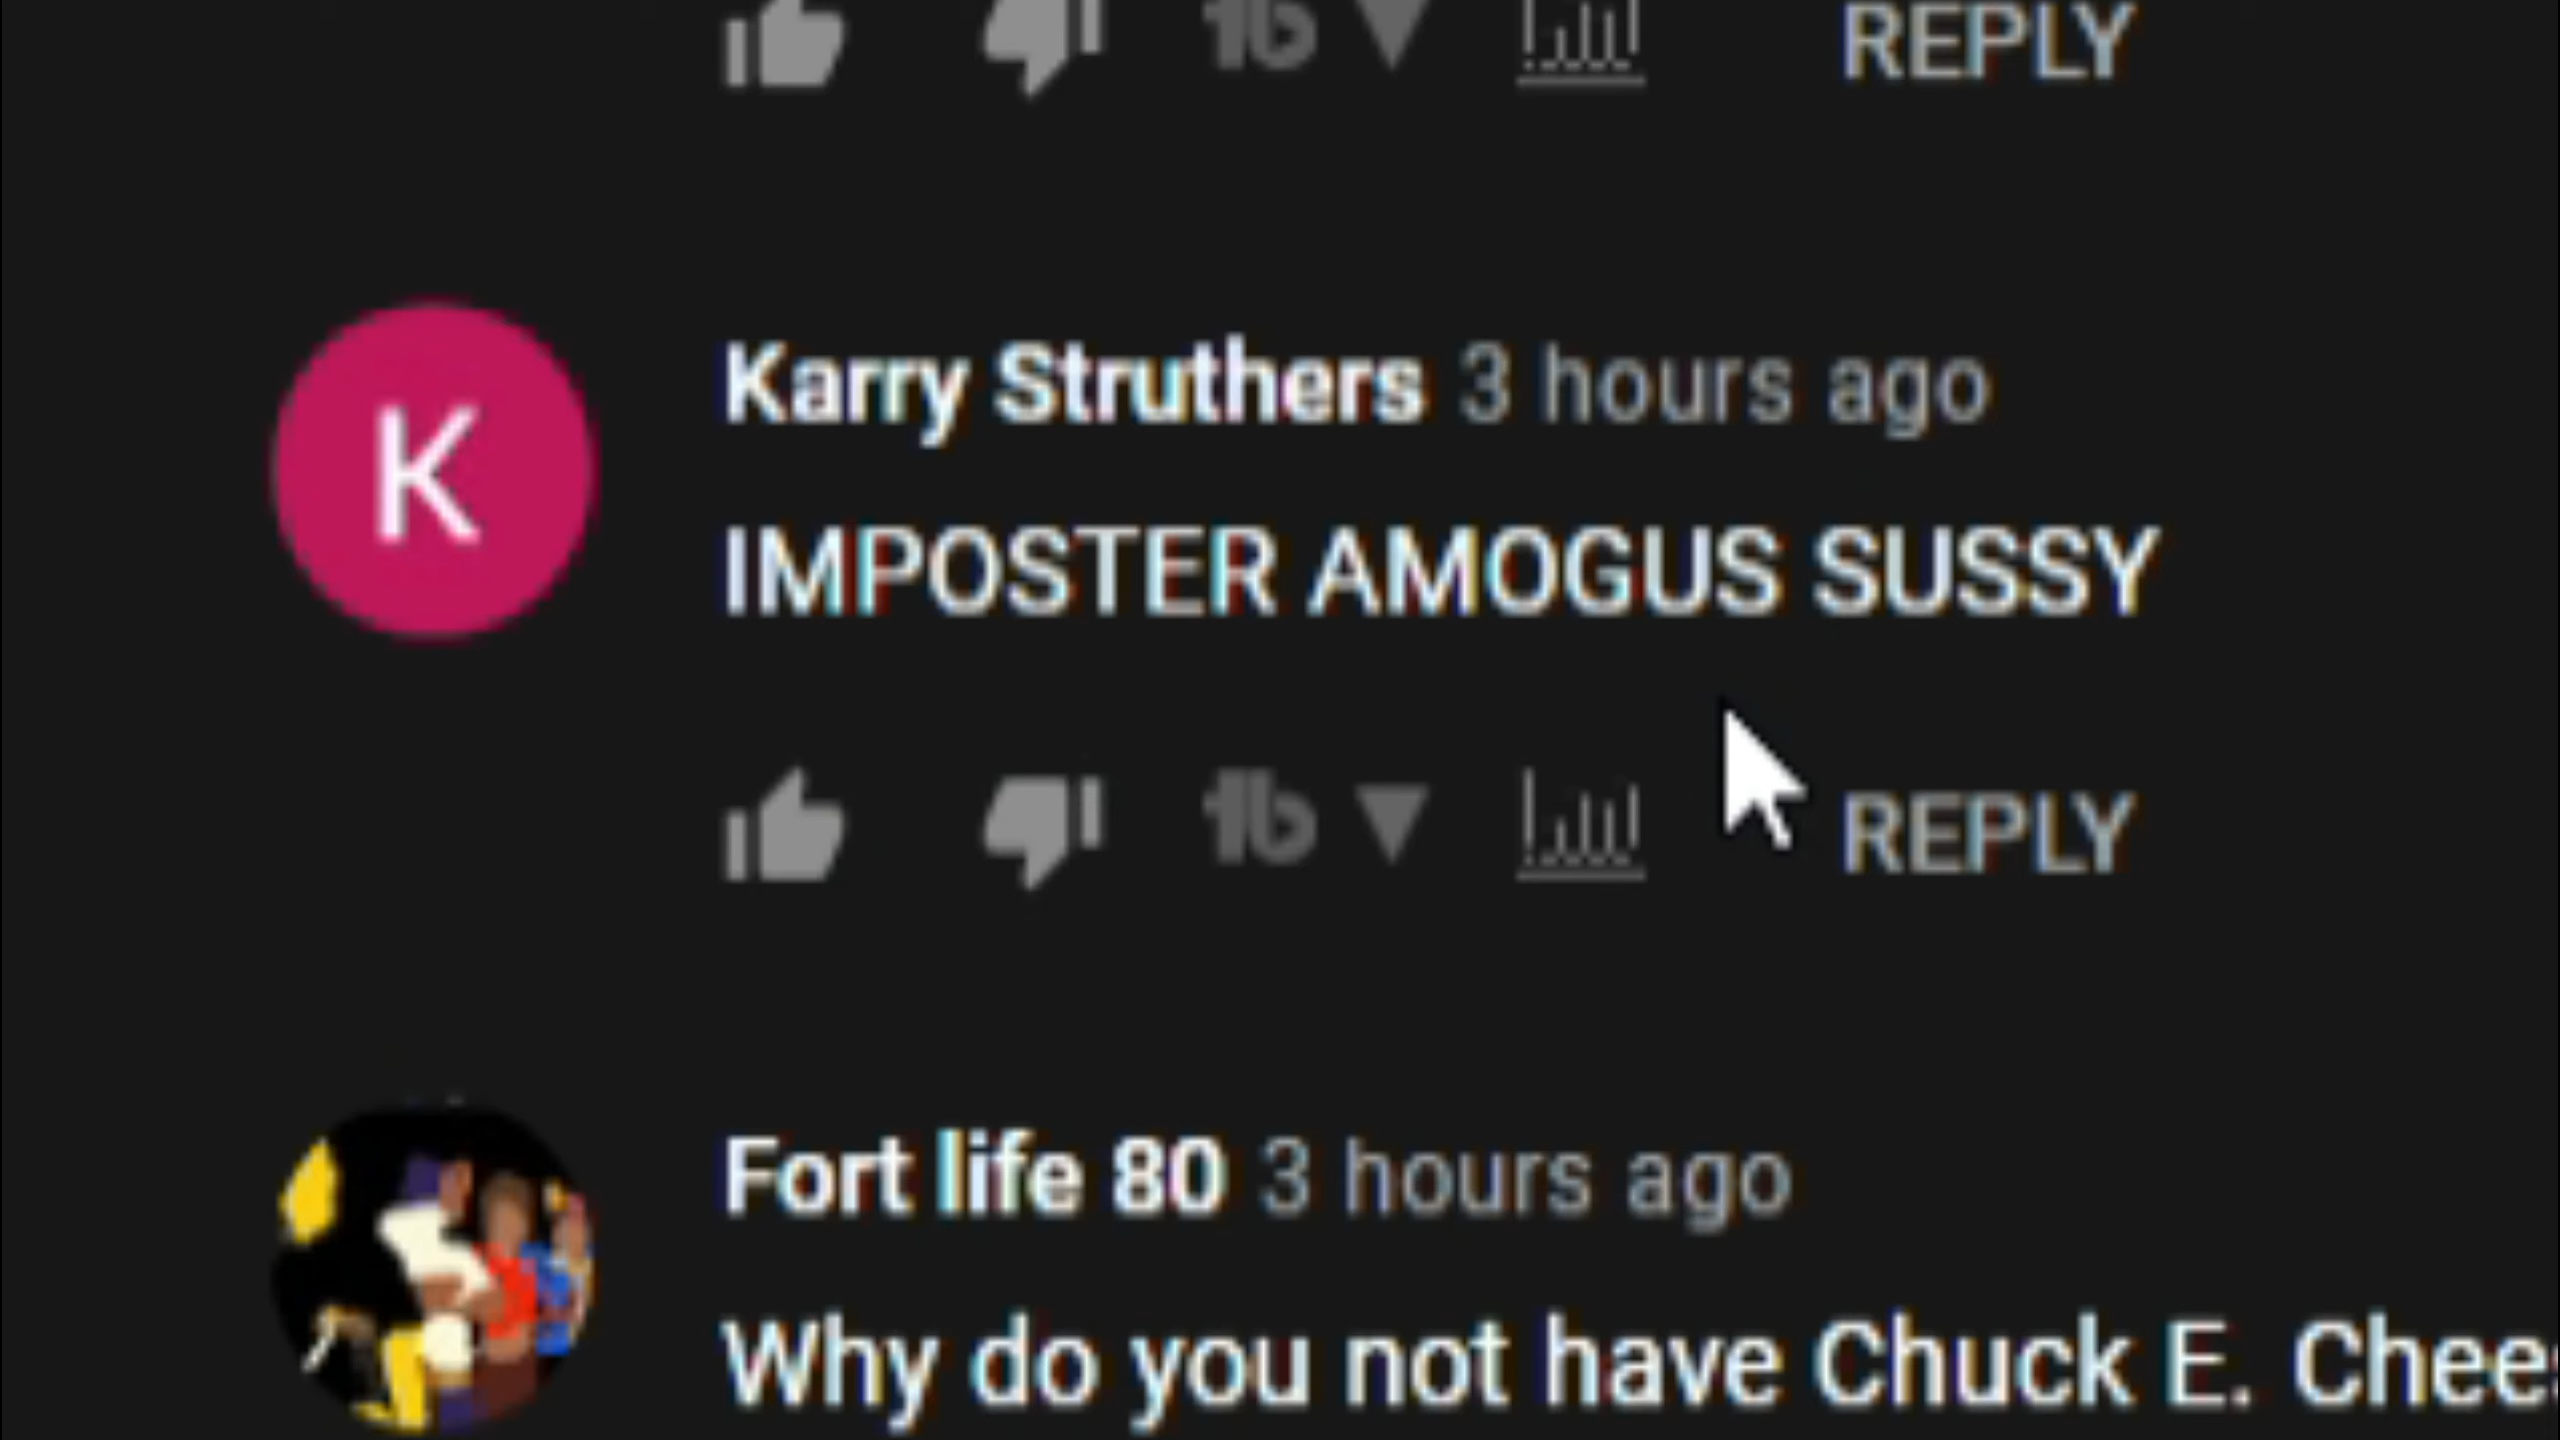 REPLY
K
Karry Struthers 3 hours ago
IMPOSTER AMOGUS SUSSY
REPLY
Fort life 80 3 hours ago
Why do you not have Chuck E.